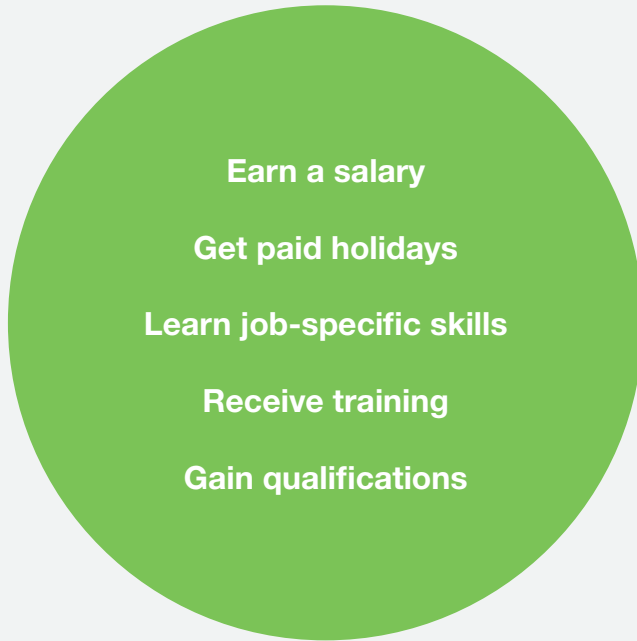 Earn a salary
Get paid holidays
Learn job-specific skills
Receive training
Gain qualifications